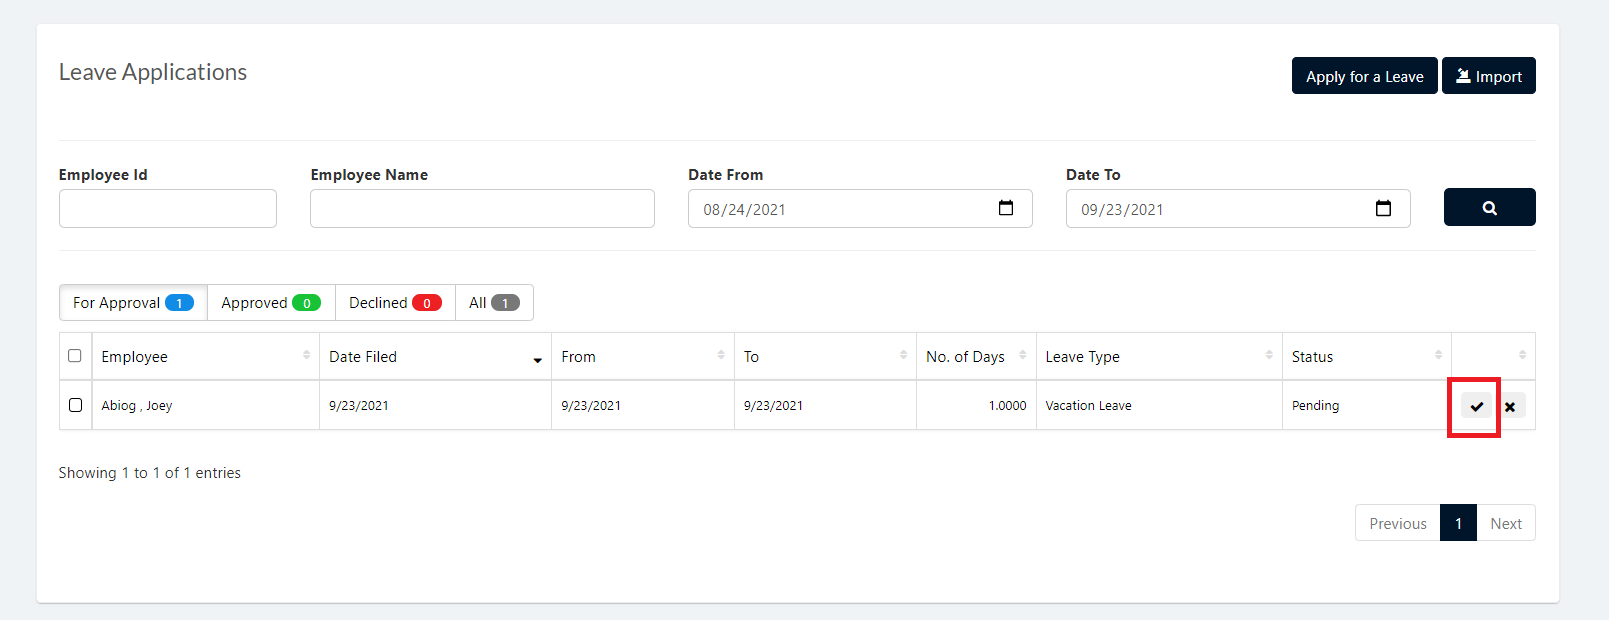 Leave Applications
Apply for a Leave
Import
Employee Id Employee Name Date From Date To
08/24/2021 09/23/2021
For Approval 1 Approved 0 Declined 0 All 1
Employee Date Filed From To No. of Days Leave Type Status
Abiog , Joey 9/23/2021 9/23/2021 9/23/2021 1.0000 Vacation Leave Pending
Showing 1 to 1 of 1 entries
Previous 1 Next